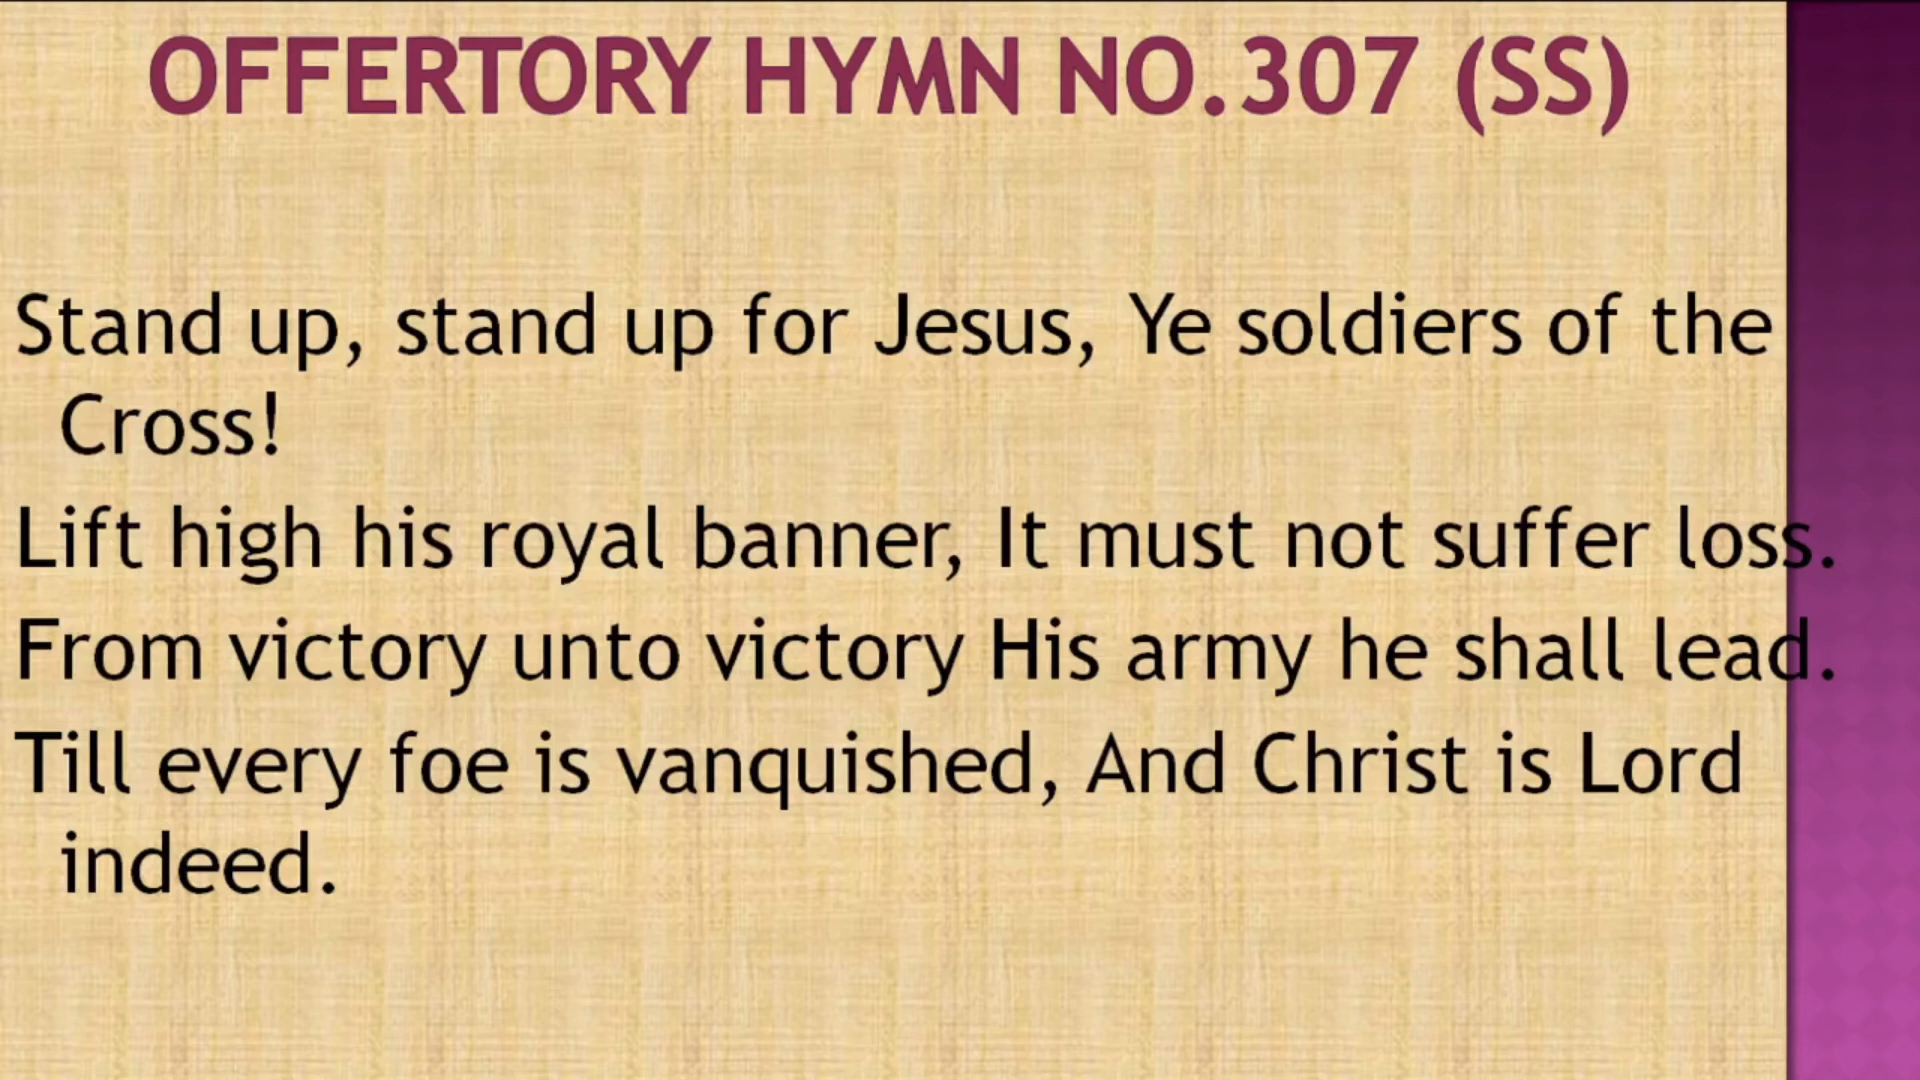 OFFERTORY HYMN NO.307 (SS)
Stand up, stand up for Jesus, Ye soldiers of the
Cross!
Lift high his royal banner, It must not suffer loss.
From victory unto victory His army he shall lead.
Till every foe is vanquished, And Christ is Lord
indeed.